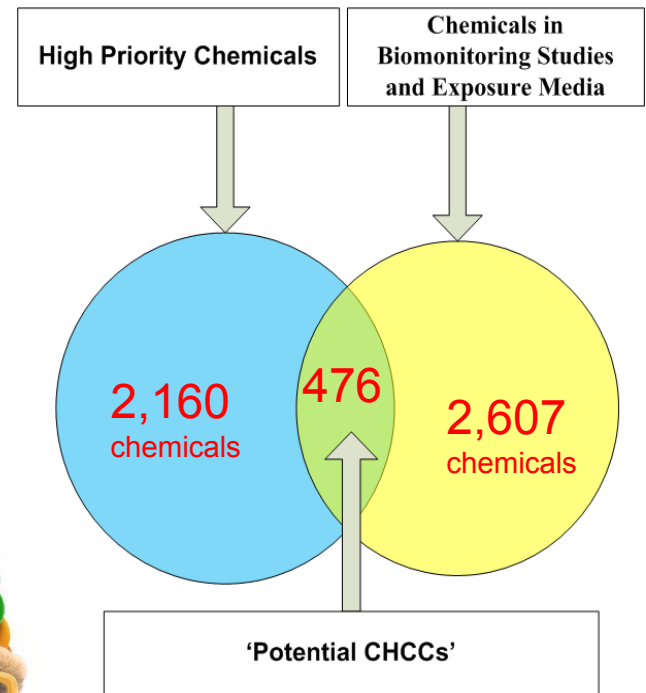 High Priority Chemicals
Chemicals in
Biomonitoring Studies
and Exposure Media
2,160
chemicals
476
2,607
chemicals
‘Potential CHCCs’